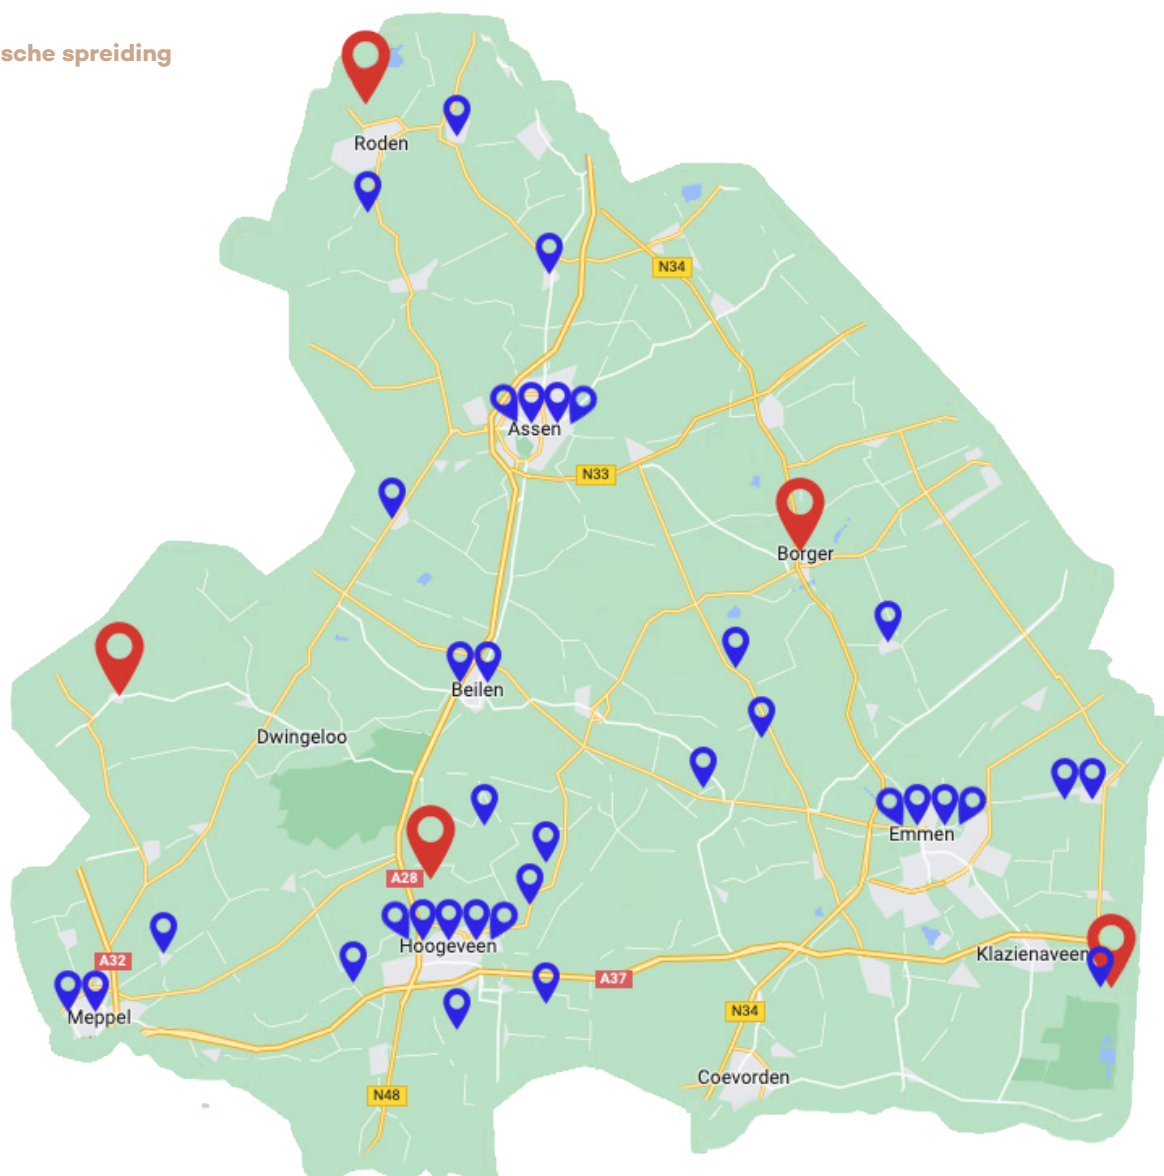 sche spreiding
Roden
N34
Assen
N33
Borger
Beilen
Dwingeloo
Emmen
A28
Hoogeveen
Klazienaveen
A32
A37
Meppel
N34
Coevorden
N48